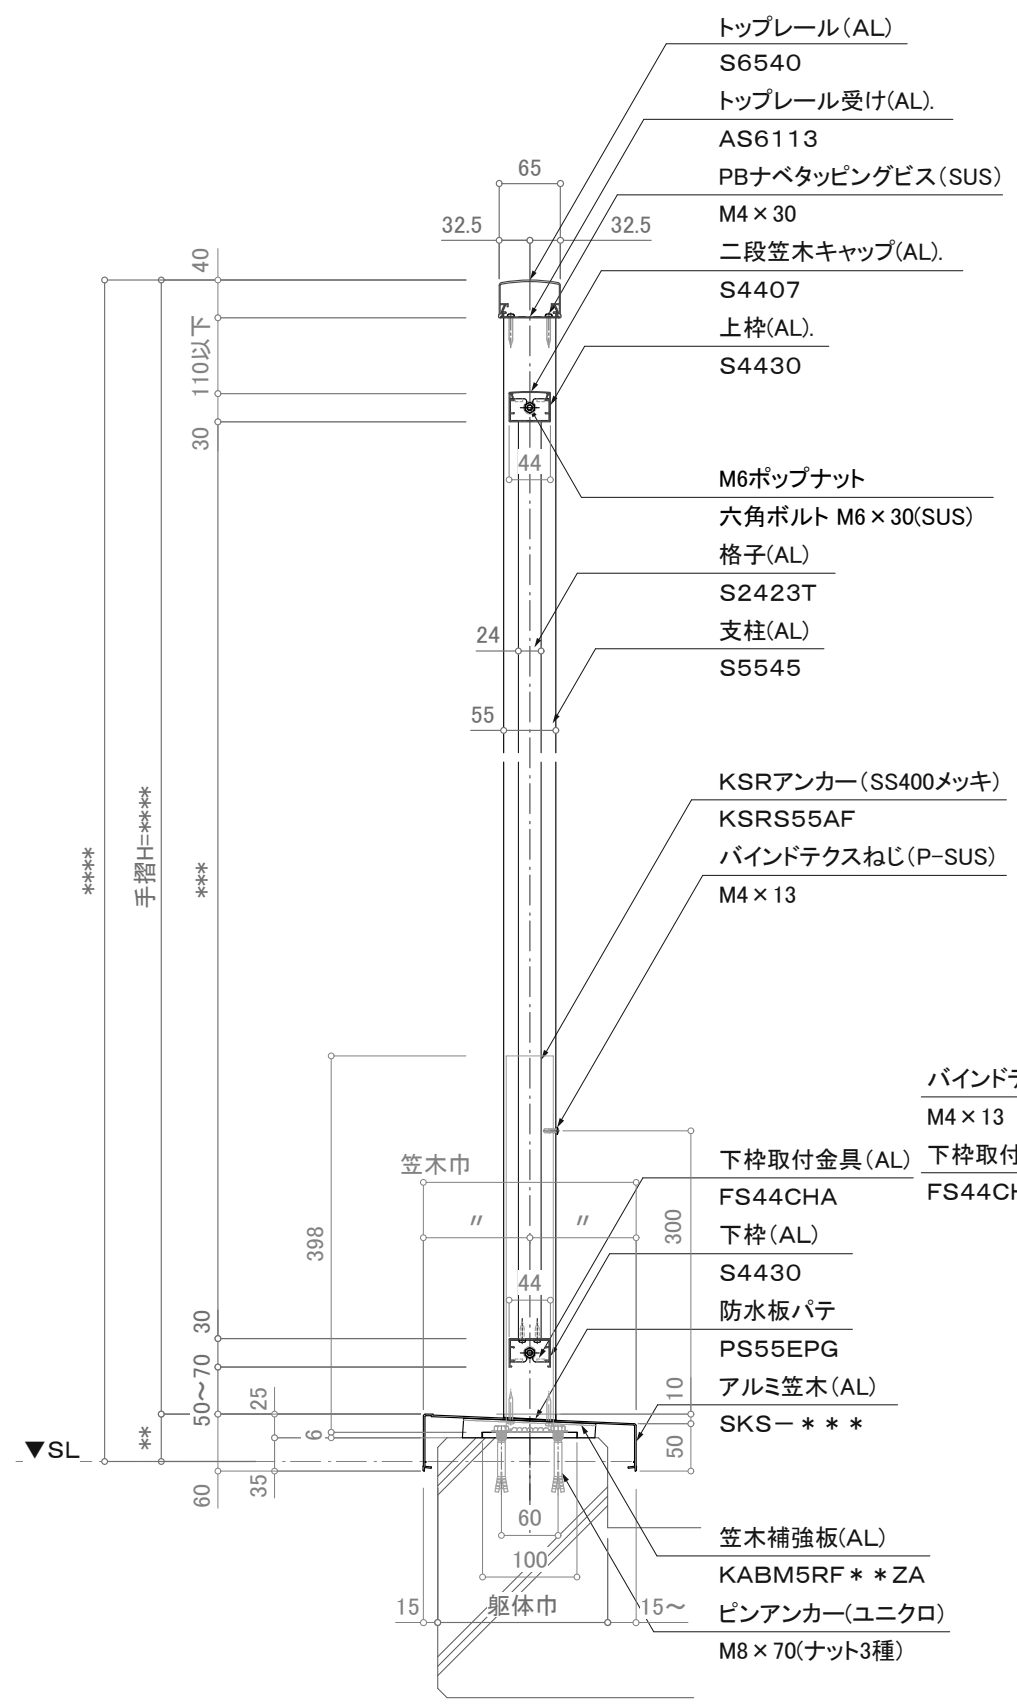 トップレール(AL)
S6540
トップレール受け(AL).
AS6113
65
PBナベタッピングビス(SUS)
M4×30
32.5
32.5
二段笠木キャップ(AL).
S4407
40
上枠(AL).
S4430
110以下
30
44
M6ポップナット
六角ボルト M6×30(SUS)
格子(AL)
S2423T
24
支柱(AL)
S5545
55
KSRアンカー(SS400メッキ)
KSRS55AF
バインドテクスねじ(P-SUS)
M4×13
****
手摺H=****
***
バインドテ
M4×13
下枠取付
FS44CH
笠木巾
下枠取付金具(AL)
FS44CHA
〃
〃
300
398
下枠(AL)
S4430
44
防水板パテ
PS55EPG
30
50~70
25
10
アルミ笠木(AL)
SKS-***
**
6
50
▼SL
60
35
60
笠木補強板(AL)
KABM5RF**ZA
100
15
躯体巾
15~
ピンアンカー(ユニクロ)
M8×70(ナット3種)